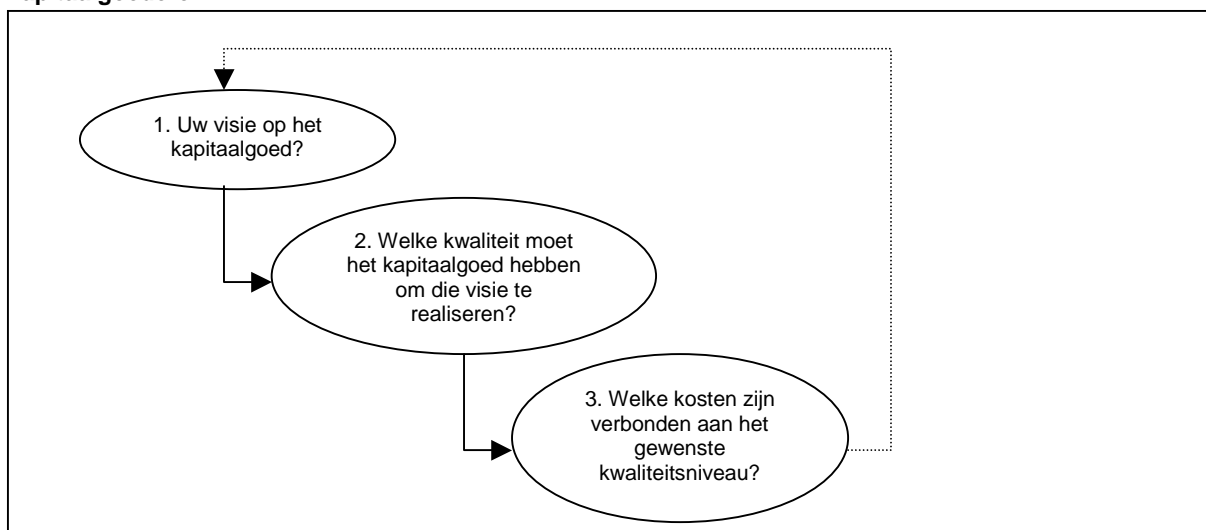 1. Uw visie op het
kapitaalgoed?
2. Welke kwaliteit moet
het kapitaalgoed hebben
om die visie te
realiseren?
3. Welke kosten zijn
verbonden aan het
gewenste
kwaliteitsniveau?